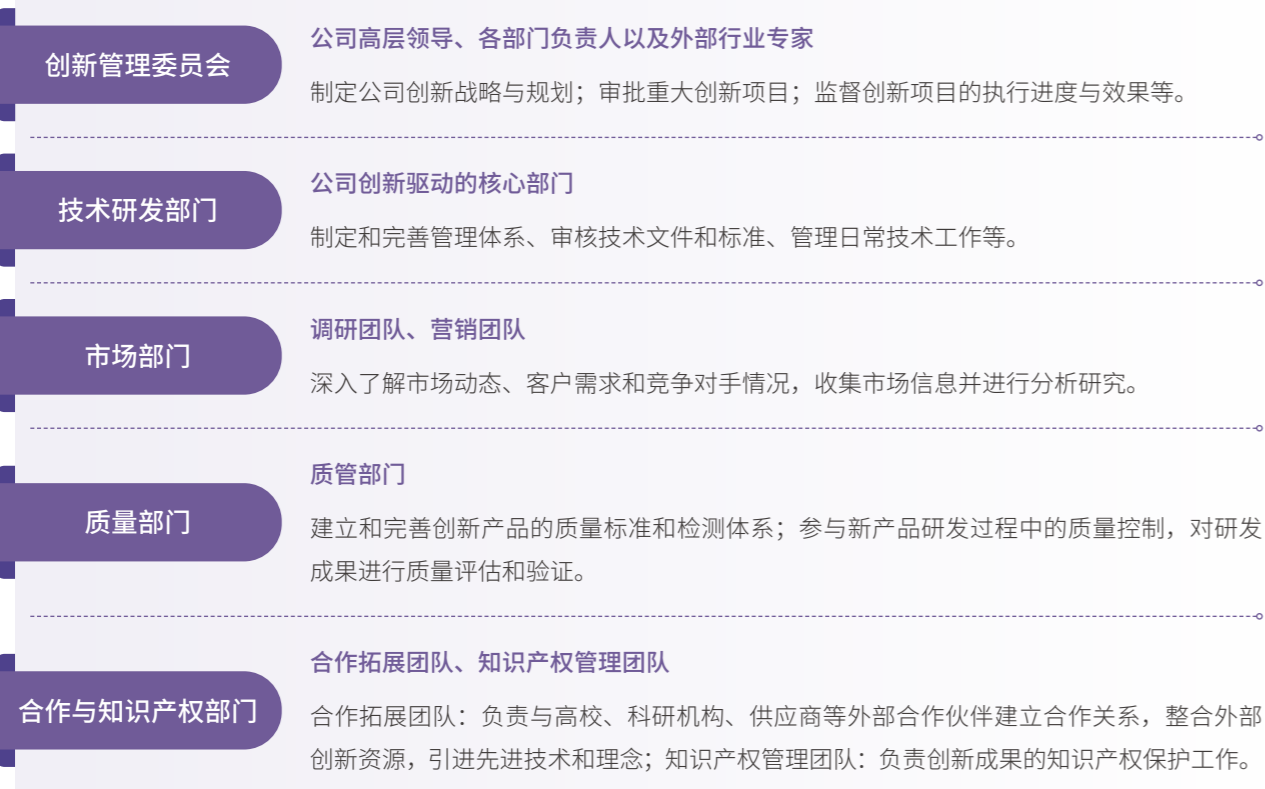 创新管理委员会
公司高层领导、各部门负责人以及外部行业专家
制定公司创新战略与规划；审批重大创新项目；监督创新项目的执行进度与效果等。
技术研发部门
公司创新驱动的核心部门
制定和完善管理体系、审核技术文件和标准、管理日常技术工作等。
市场部门
调研团队、营销团队
深入了解市场动态、客户需求和竞争对手情况，收集市场信息并进行分析研究。
质量部门
质管部门
建立和完善创新产品的质量标准和检测体系；参与新产品研发过程中的质量控制，对研发
成果进行质量评估和验证。
合作与知识产权部门
合作拓展团队、知识产权管理团队
合作拓展团队：负责与高校、科研机构、供应商等外部合作伙伴建立合作关系，整合外部
创新资源，引进先进技术和理念；知识产权管理团队：负责创新成果的知识产权保护工作。